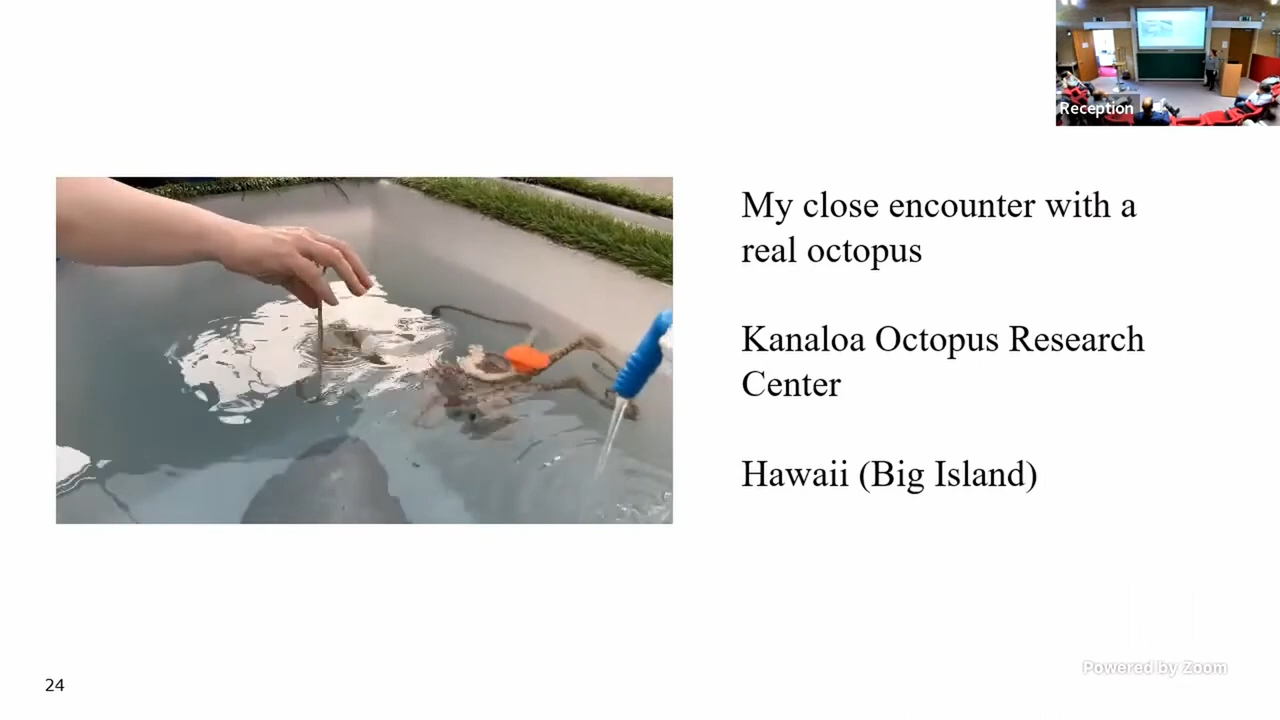 Reception
My close encounter with a
real octopus
Kanaloa Octopus Research
Center
Hawaii (Big Island)
Powered by Zoom
24